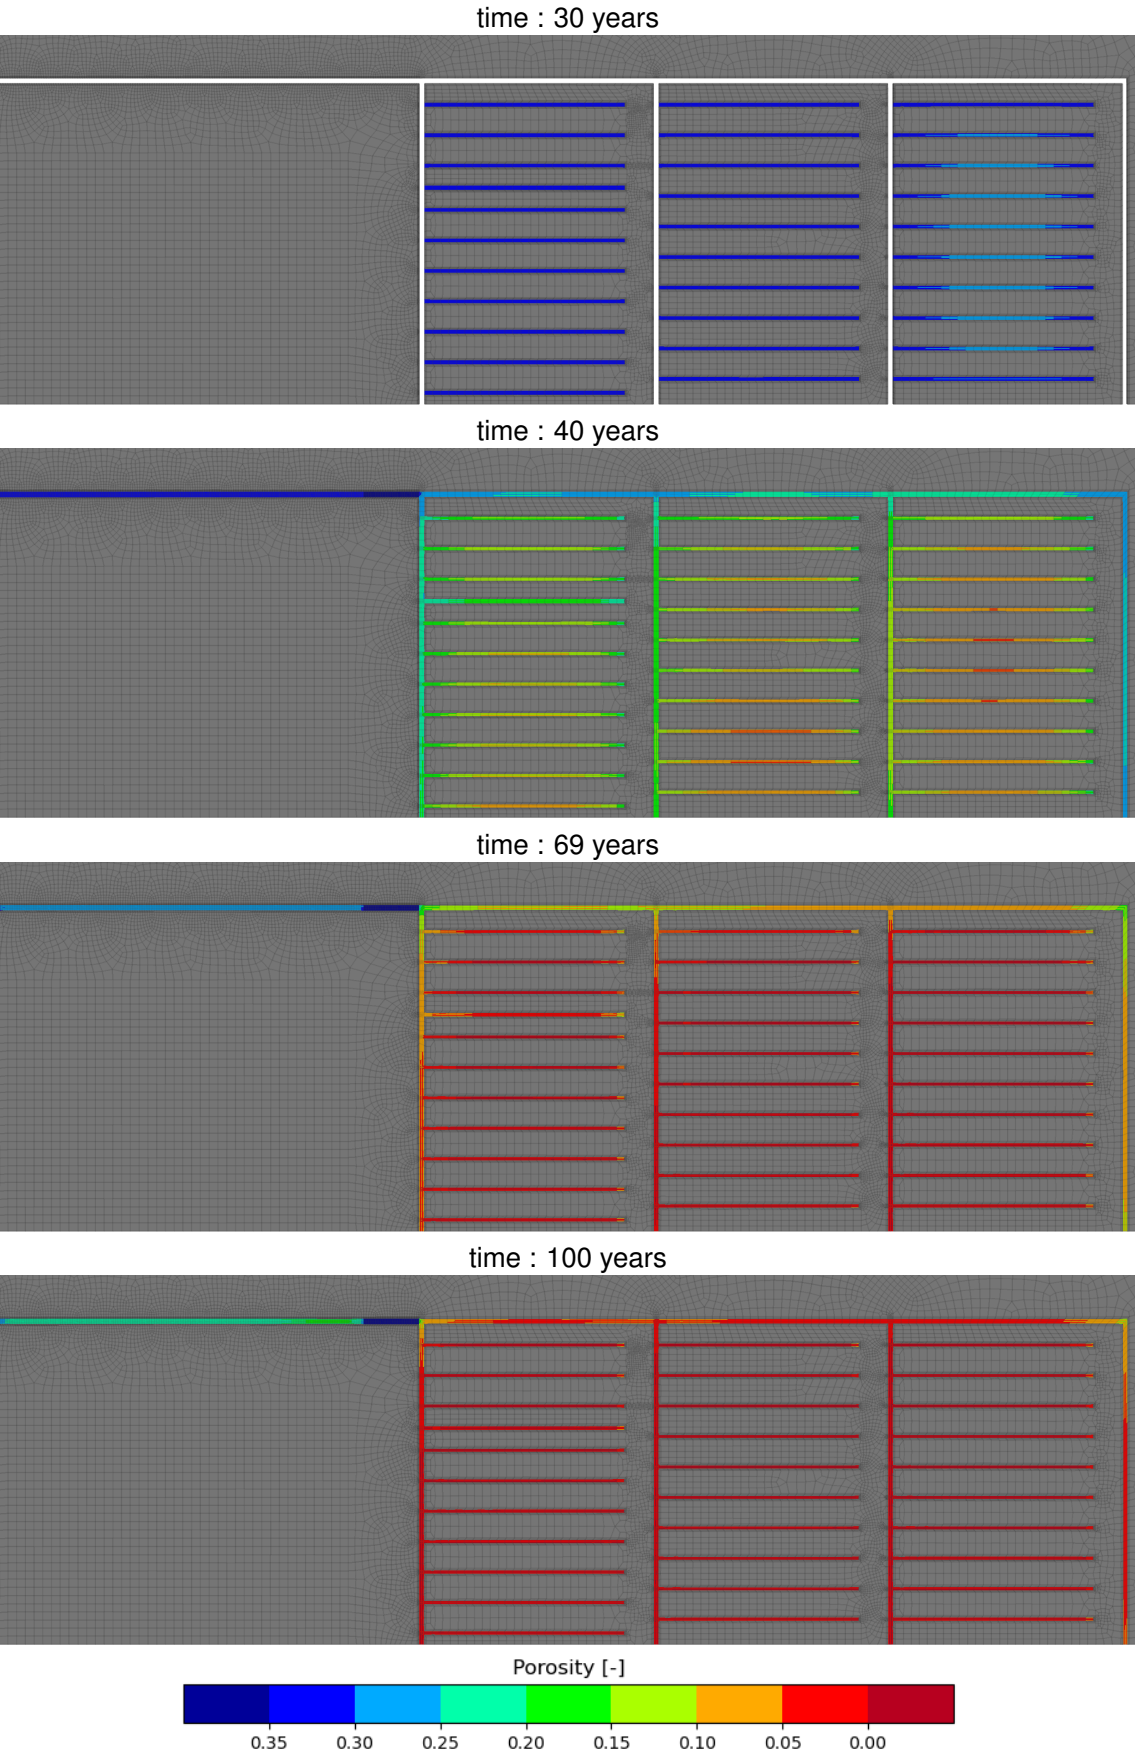 time : 30 years
time : 40 years
time : 69 years
time : 100 years
Porosity [-]
0.35 0.30 0.25 0.20 0.15 0.10 0.05 0.00